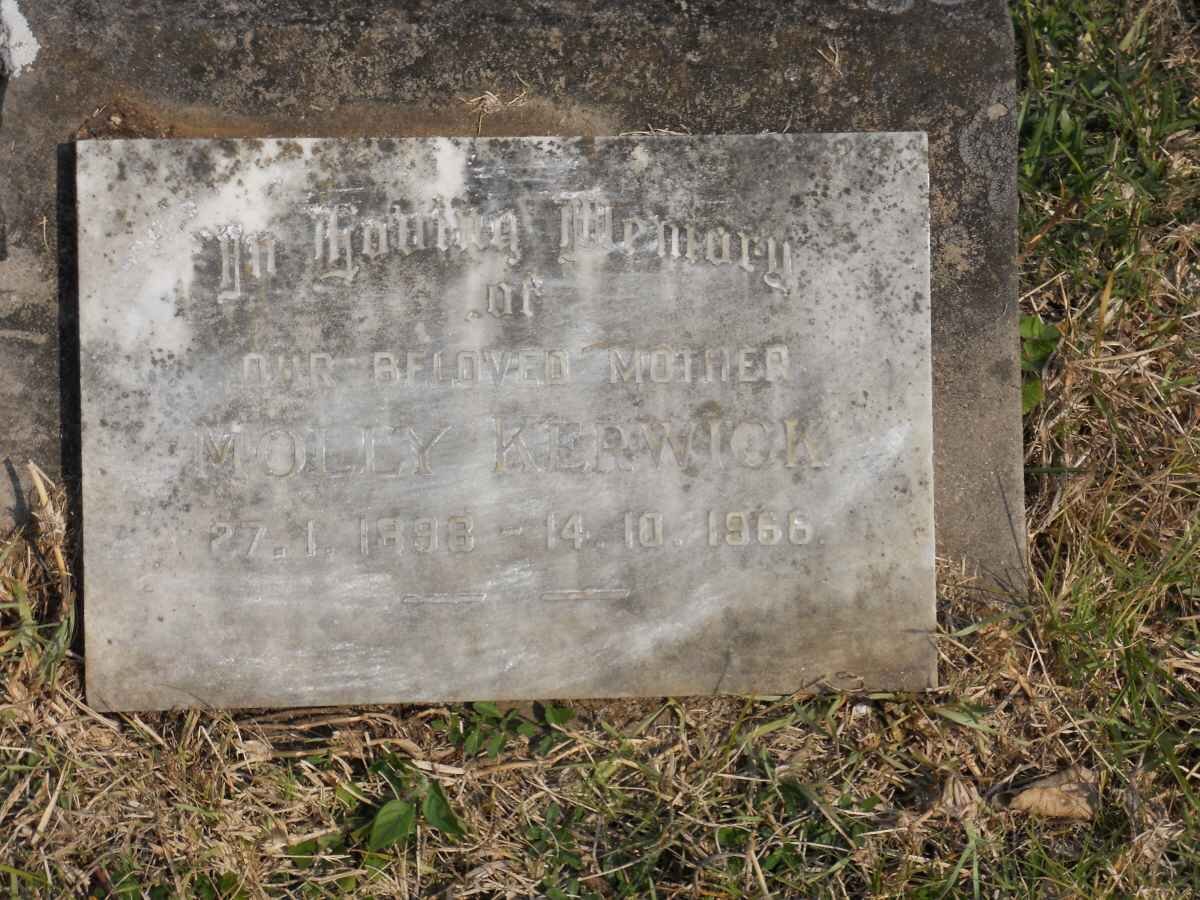 In Loving Memory
of
OUR BELOVED MOTHER
MOLLY KERWICK
27.1.1898 - 14.10.1966.